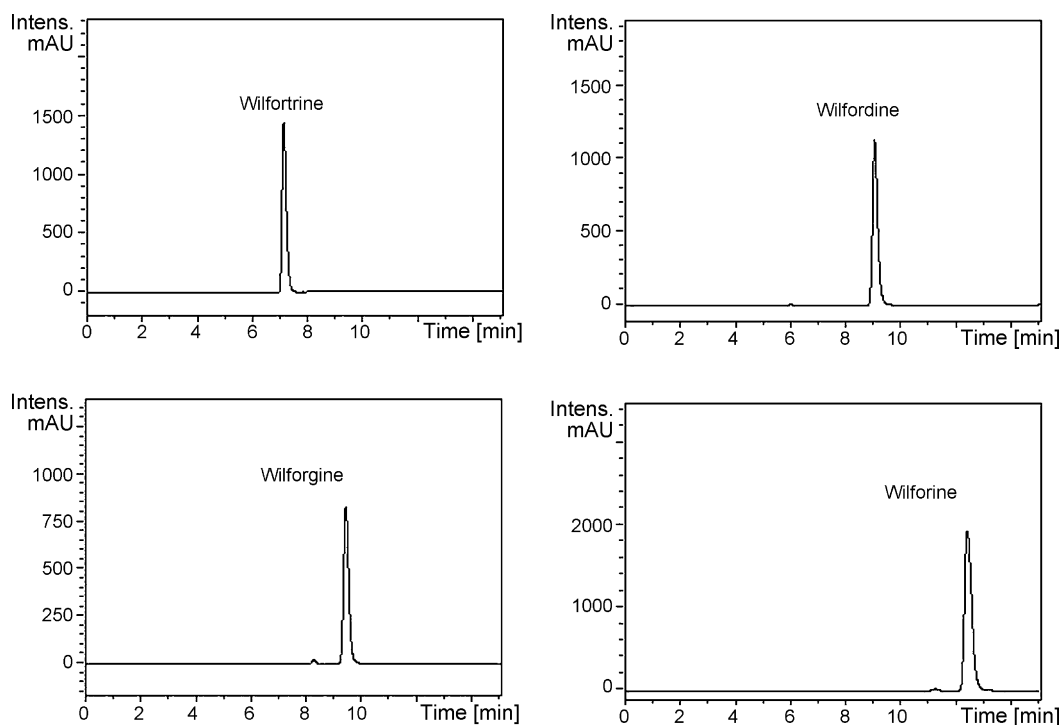 Intens.
mAU
Wilfortrine
1500
1000
500
0
0 2 4 6 8 10 Time [min]
Intens.
mAU
Wilfordine
1500
1000
500
0
0 2 4 6 8 10 Time [min]
Intens.
mAU
Wilforgine
1000
750
500
250
0
0 2 4 6 8 10 Time [min]
Intens.
mAU
Wilforine
2000
1000
0
0 2 4 6 8 10 Time [min]